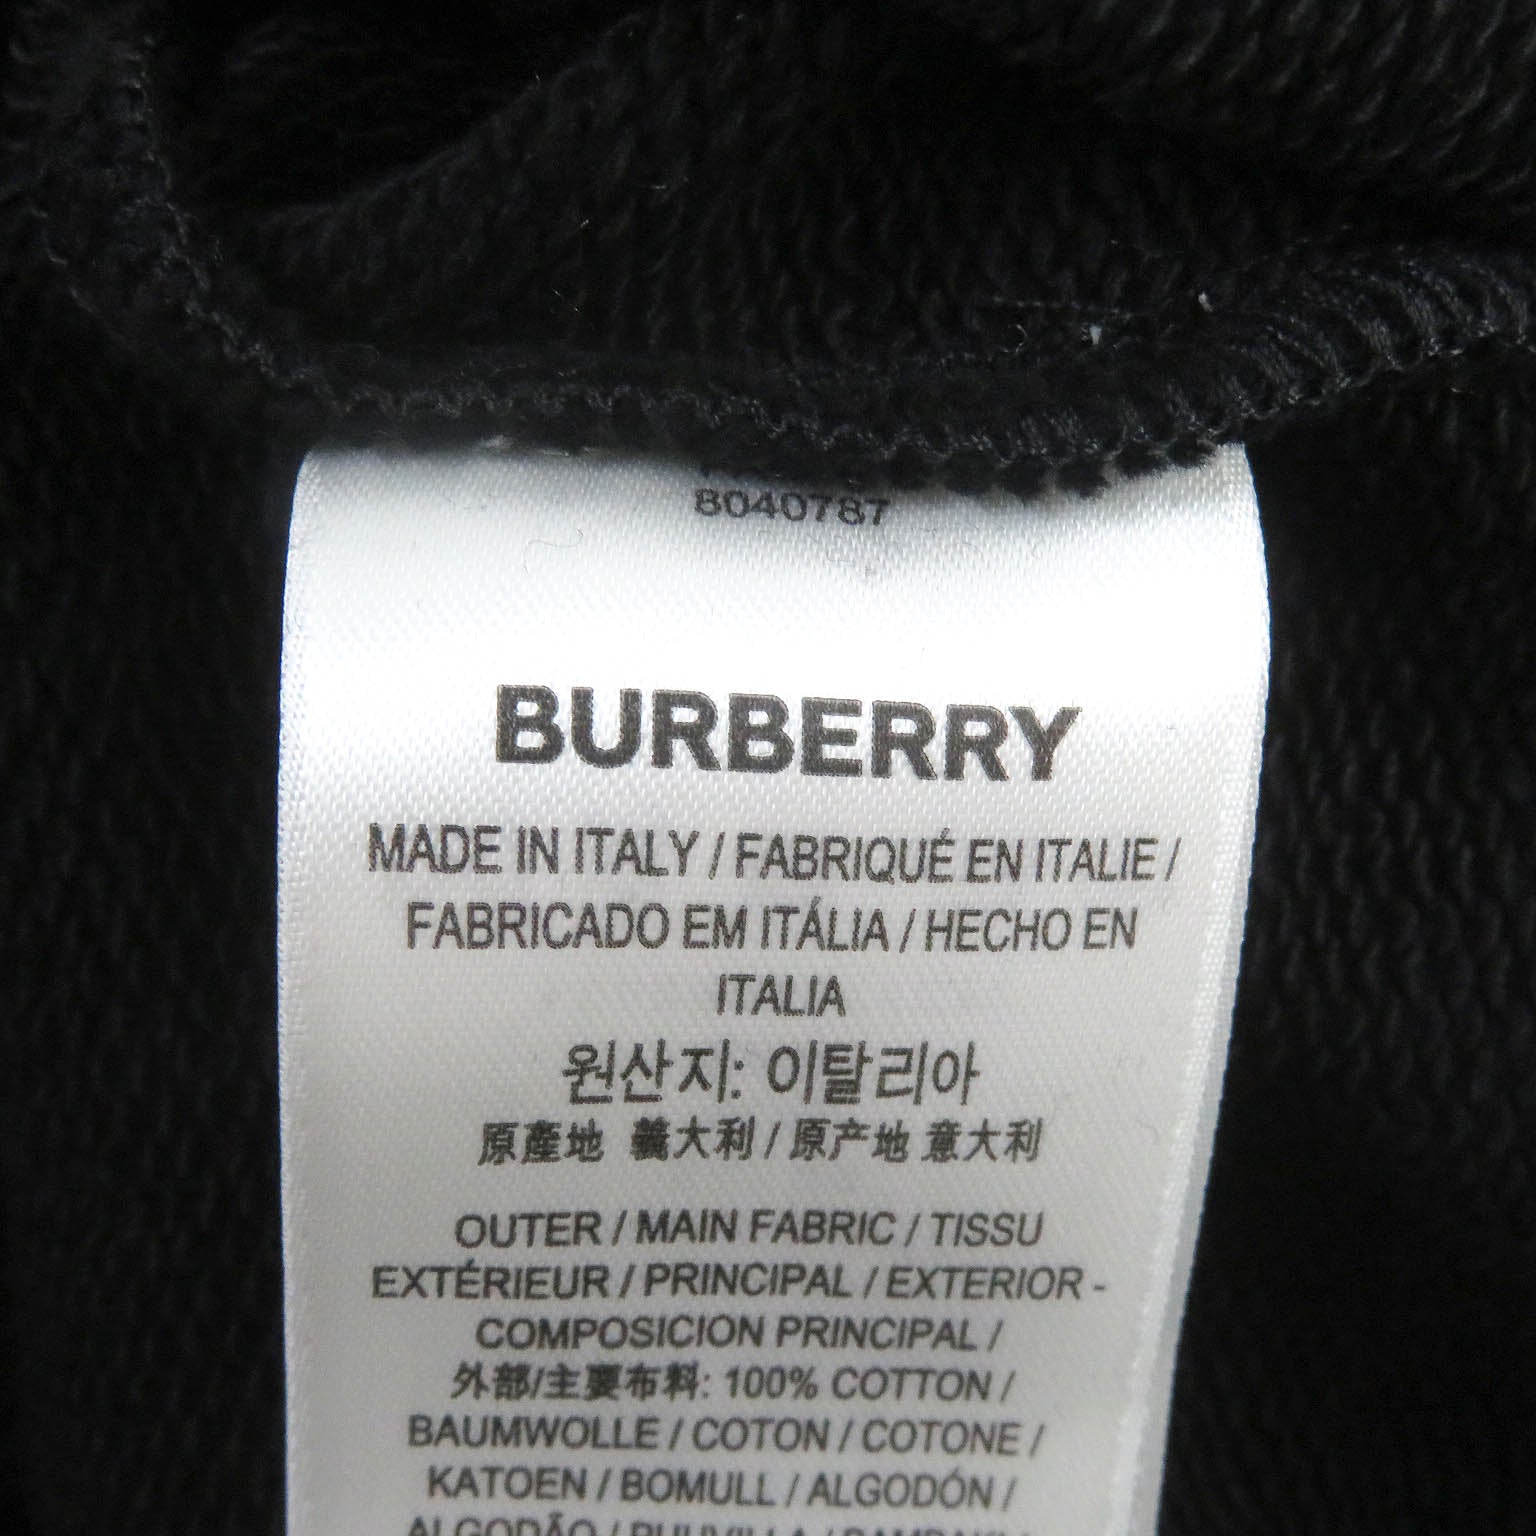 8040787
BURBERRY
MADE IN ITALY / FABRIQUÉ EN ITALIE /
FABRICADO EM ITÁLIA / HECHO EN
ITALIA
원산지: 이탈리아
原產地 義大利 / 原产地 意大利
OUTER / MAIN FABRIC / TISSU
EXTÉRIEUR / PRINCIPAL / EXTERIOR -
COMPOSICION PRINCIPAL /
外部/主要布料: 100% COTTON /
BAUMWOLLE / COTON / COTONE /
KATOEN / BOMULL / ALGODÓN /
ALGODÃO / PUUVILLA /